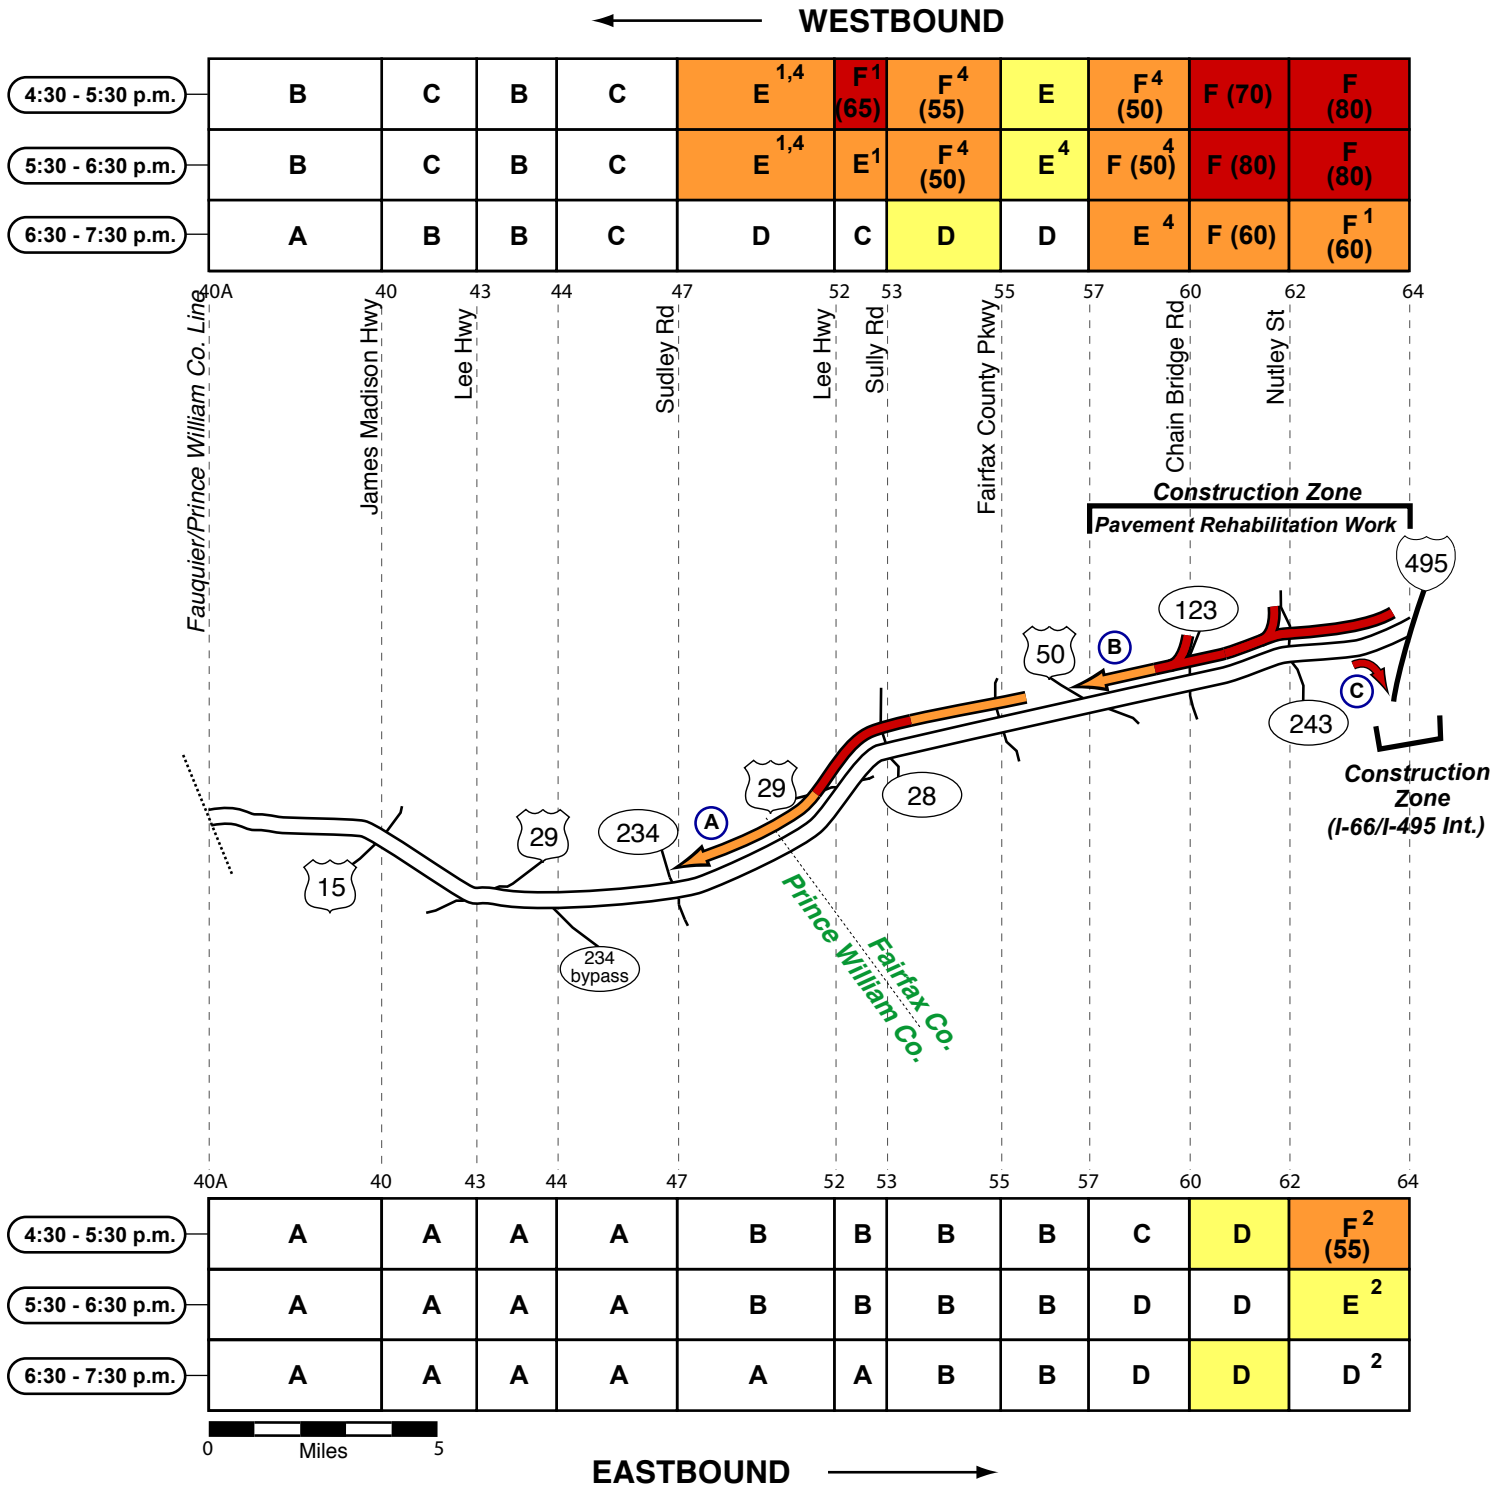 WESTBOUND
4:30 - 5:30 p.m. B C B C E 1,4 F 1 (65) F 4 (55) E F 4 (50) F (70) F (80)
5:30 - 6:30 p.m. B C B C E 1,4 E 1 F 4 (50) E 4 F (50) 4 F (80) F (80)
6:30 - 7:30 p.m. A B B C D C D D E 4 F (60) F 1 (60)
40A 40 43 44 47 52 53 55 57 60 62 64
Fauquier/Prince William Co. Line
James Madison Hwy
Lee Hwy
Sudley Rd
Lee Hwy
Sully Rd
Fairfax County Pkwy
Chain Bridge Rd
Nutley St
Construction Zone
Pavement Rehabilitation Work
495
123
50
B
C
243
Construction
Zone
(I-66/I-495 Int.)
29
28
A
234
29
15
234
bypass
Prince William Co.
Fairfax Co.
40A 40 43 44 47 52 53 55 57 60 62 64
4:30 - 5:30 p.m. A A A A B B B B C D F 2 (55)
5:30 - 6:30 p.m. A A A A B B B B D D E 2
6:30 - 7:30 p.m. A A A A A A B B D D D 2
0 Miles 5
EASTBOUND